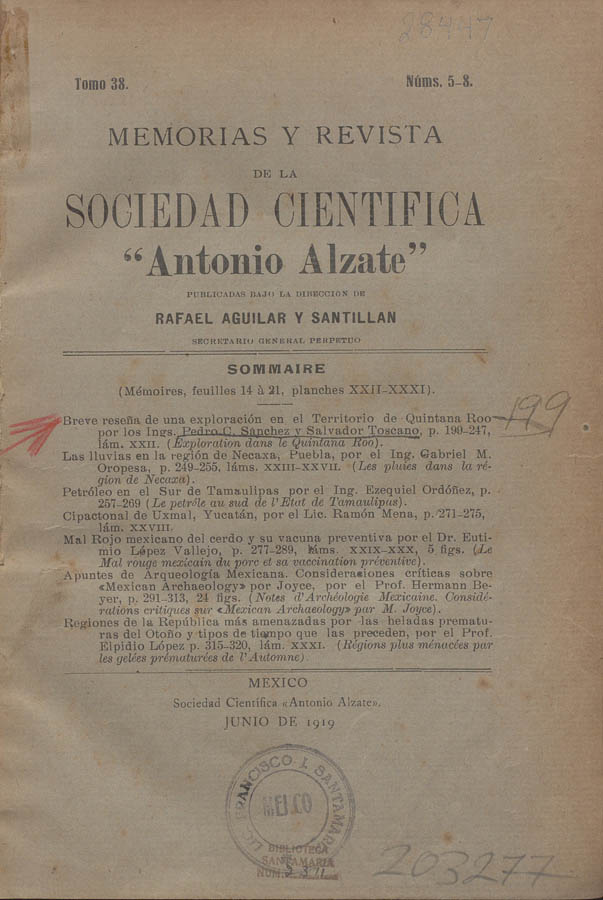 28447
Tomo 38.
Núms. 5-8.
MEMORIAS Y REVISTA
DE LA
SOCIEDAD CIENTIFICA
“Antonio Alzate”
PUBLICADAS BAJO LA DIRECCION DE
RAFAEL AGUILAR Y SANTILLAN
SECRETARIO GENERAL PERPETUO
SOMMAIRE
(Mémoires, feuilles 14 à 21, planches XXII-XXXI).
Breve reseña de una exploración en el Territorio de Quintana Roo
199
por los Ings. Pedro C. Sánchez y Salvador Toscano, p. 199-247,
lám. XXII. (Exploration dans le Quintana Roo).
Las lluvias en la región de Necaxa, Puebla, por el Ing. Gabriel M.
Oropesa, p. 249-255, láms. XXIII-XXVII. (Les pluies dans la ré-
gion de Necaxa).
Petróleo en el Sur de Tamaulipas por el Ing. Ezequiel Ordóñez, p.
257-269 (Le petróle au sud de l'Etat de Tamaulipas).
Cipactonal de Uxmal, Yucatán, por el Lic. Ramón Mena, p. 271-275,
lám. XXVIII.
Mal Rojo mexicano del cerdo y su vacuna preventiva por el Dr. Euti-
mio López Vallejo, p. 277-289, láms. XXIX-XXX, 5 figs. (Le
Mal rouge mexicain du porc et sa vaccination préventive).
Apuntes de Arqueología Mexicana. Consideraciones críticas sobre
«Mexican Archaeology» por Joyce, por el Prof. Hermann Be-
yer, p. 291-313, 24 figs. (Notes d'Archéologie Mexicaine. Considé-
rations critiques sur «Mexican Archaeology» par M. Joyce).
Regiones de la República más amenazadas por las heladas prematu-
ras del Otoño y tipos de tiempo que las preceden, por el Prof.
Elpidio López p. 315-320, lám. XXXI. (Régions plus ménacées par
les gelées prématurées de l'Automne).
MEXICO
Sociedad Científica «Antonio Alzate».
JUNIO DE 1919
LIC. FRANCISCO J. SANTAMARIA
MEXICO
BIBLIOTECA
SANTAMARIA
NUM.
203277